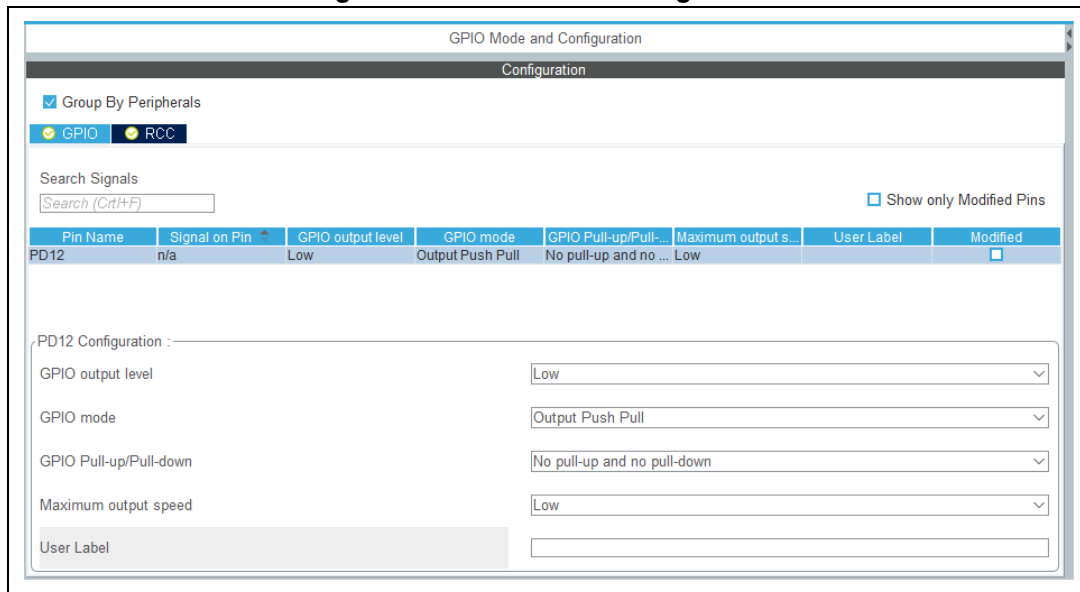 GPIO Mode and Configuration
Configuration
Group By Peripherals
GPIO RCC
Search Signals
Search (Crtl+F)
Show only Modified Pins
Pin Name Signal on Pin GPIO output level GPIO mode GPIO Pull-up/Pull-... Maximum output s... User Label Modified
PD12 n/a Low Output Push Pull No pull-up and no ... Low
PD12 Configuration :
GPIO output level Low
GPIO mode Output Push Pull
GPIO Pull-up/Pull-down No pull-up and no pull-down
Maximum output speed Low
User Label